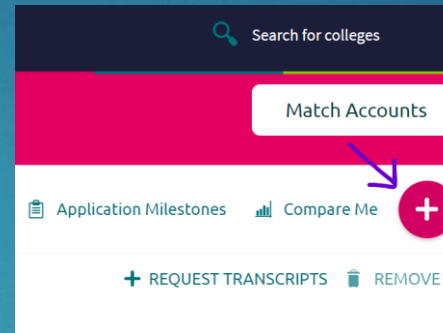 Search for colleges
Match Accounts
Application Milestones Compare Me
+ REQUEST TRANSCRIPTS REMOVE